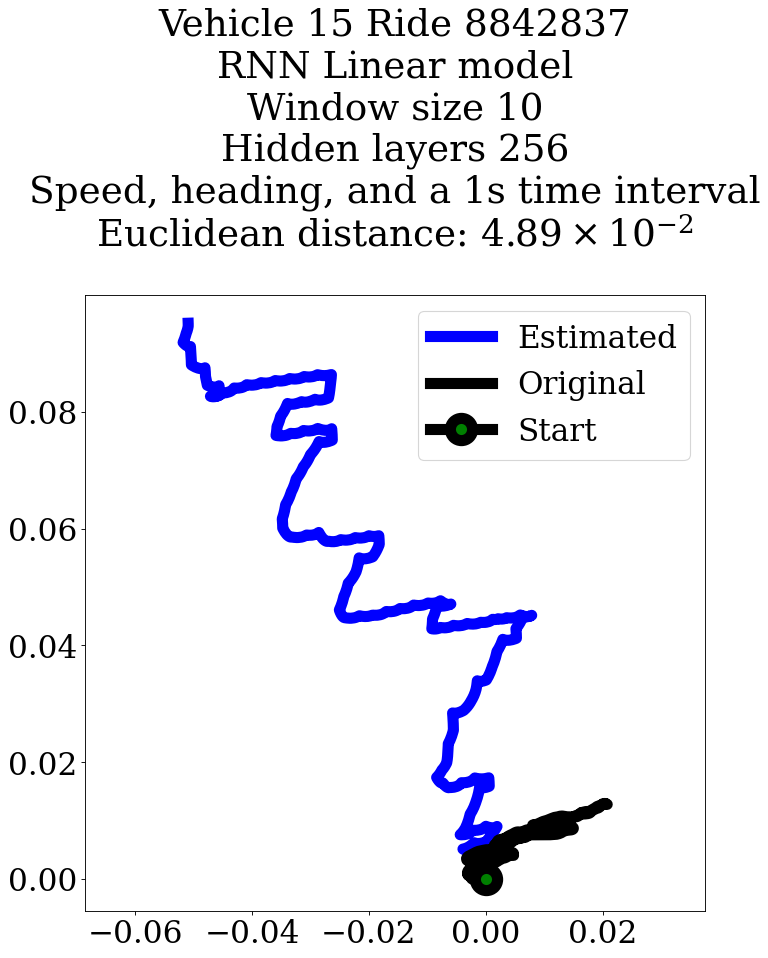 Vehicle 15 Ride 8842837
RNN Linear model
Window size 10
Hidden layers 256
Speed, heading, and a 1s time interval
Euclidean distance: 4.89 × 10⁻²
Estimated
Original
Start
0.08
0.06
0.04
0.02
0.00
−0.06 −0.04 −0.02 0.00 0.02